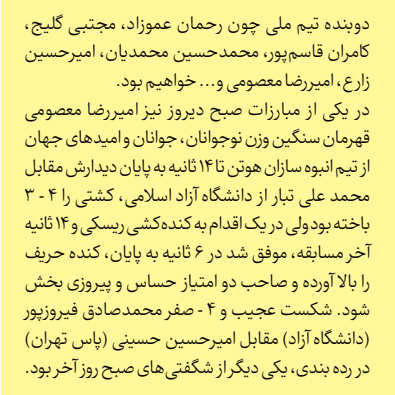 دوبنده تیم ملی چون رحمان عموزاد، مجتبی گلیج،
کامران قاسم‌پور، محمدحسین محمدیان، امیرحسین
زارع، امیررضا معصومی و... خواهیم بود.
در یکی از مبارزات صبح دیروز نیز امیررضا معصومی
قهرمان سنگین وزن نوجوانان، جوانان و امیدهای جهان
از تیم انبوه سازان هوتن تا ۱۴ ثانیه به پایان دیدارش مقابل
محمد علی تبار از دانشگاه آزاد اسلامی، کشتی را ۴ - ۳
باخته بود ولی در یک اقدام به کنده‌کشی ریسکی و ۱۴ ثانیه
آخر مسابقه، موفق شد در ۶ ثانیه به پایان، کنده حریف
را بالا آورده و صاحب دو امتیاز حساس و پیروزی بخش
شود. شکست عجیب و ۴ - صفر محمدصادق فیروزپور
(دانشگاه آزاد) مقابل امیرحسین حسینی (پاس تهران)
در رده بندی، یکی دیگر از شگفتی‌های صبح روز آخر بود.